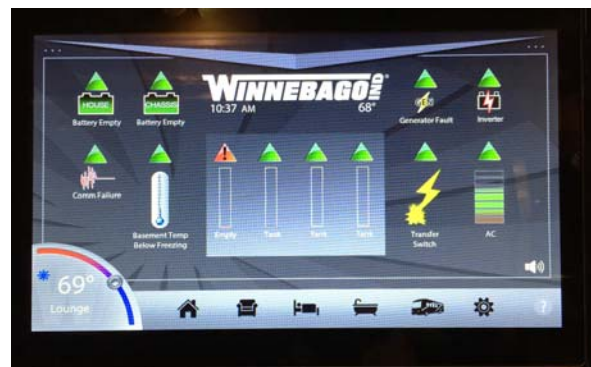 WINNEBAGO IND
10:37 AM 68°
HOUSE
Battery Empty
CHASSIS
Battery Empty
GEN
Generator Fault
Inverter
Comm Failure
Basement Temp
Below Freezing
Empty
Tank
Tank
Tank
Transfer
Switch
AC
69°
Lounge
?